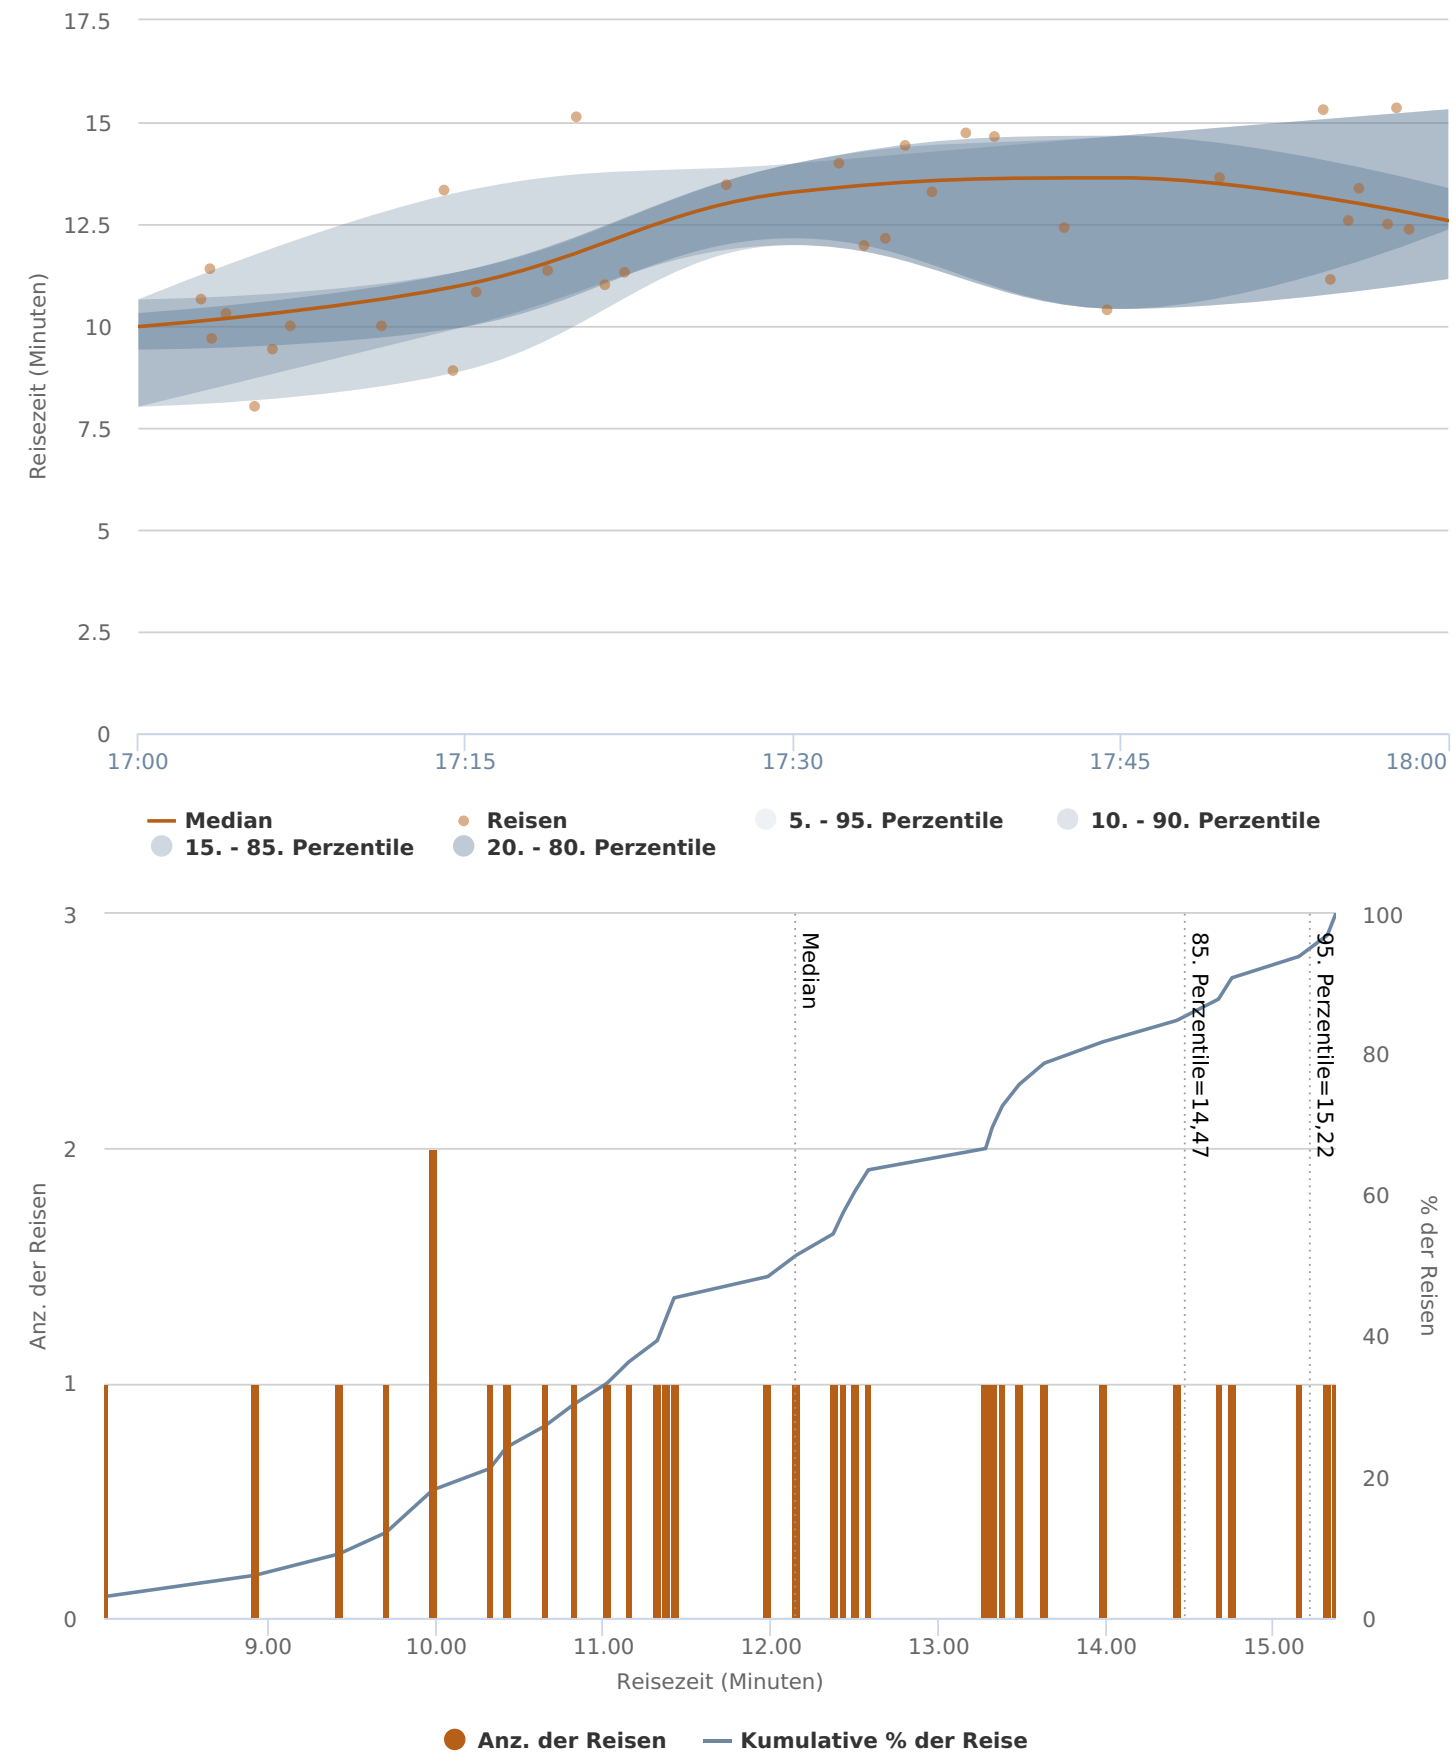 17.5
15
12.5
10
7.5
5
2.5
0
Reisezeit (Minuten)
17:00 17:15 17:30 17:45 18:00
Median Reisen 5. - 95. Perzentile 10. - 90. Perzentile
15. - 85. Perzentile 20. - 80. Perzentile
3
2
1
0
Anz. der Reisen
Median
85. Perzentile=14,47
95. Perzentile=15,22
100
80
60
40
20
0
% der Reisen
9.00 10.00 11.00 12.00 13.00 14.00 15.00
Reisezeit (Minuten)
Anz. der Reisen Kumulative % der Reise